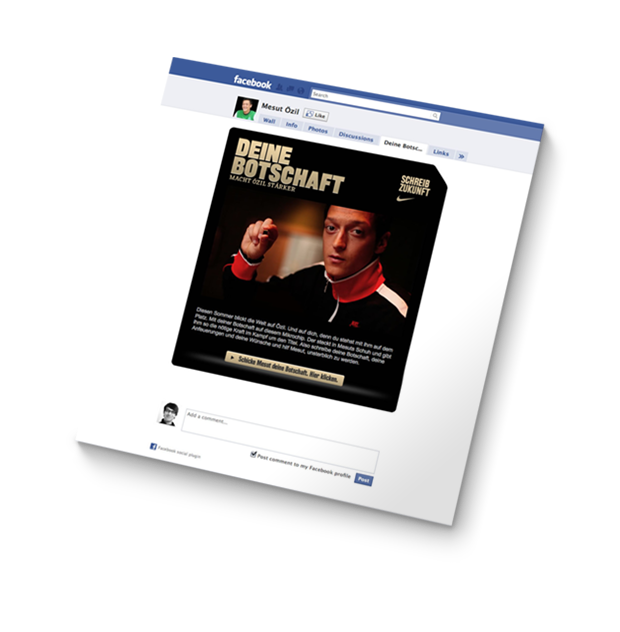 facebook
Search
Mesut Özil
Like
Wall Info Photos Discussions Deine Botsc... Links »
DEINE
BOTSCHAFT
MACHT ÖZIL STÄRKER
SCHREIB
ZUKUNFT
Diesen Sommer blickt die Welt auf Özil. Und auf dich, denn du stehst mit ihm auf dem
Platz. Mit deiner Botschaft auf diesem Mikrochip. Der steckt in Mesuts Schuh und gibt
ihm so die nötige Kraft im Kampf um den Titel. Also schreibe deine Botschaft, deine
Anfeuerungen und deine Wünsche und hilf Mesut, unsterblich zu werden.
Schicke Mesut deine Botschaft. Hier klicken.
Add a comment...
Facebook social plugin
Post comment to my Facebook profile
Post